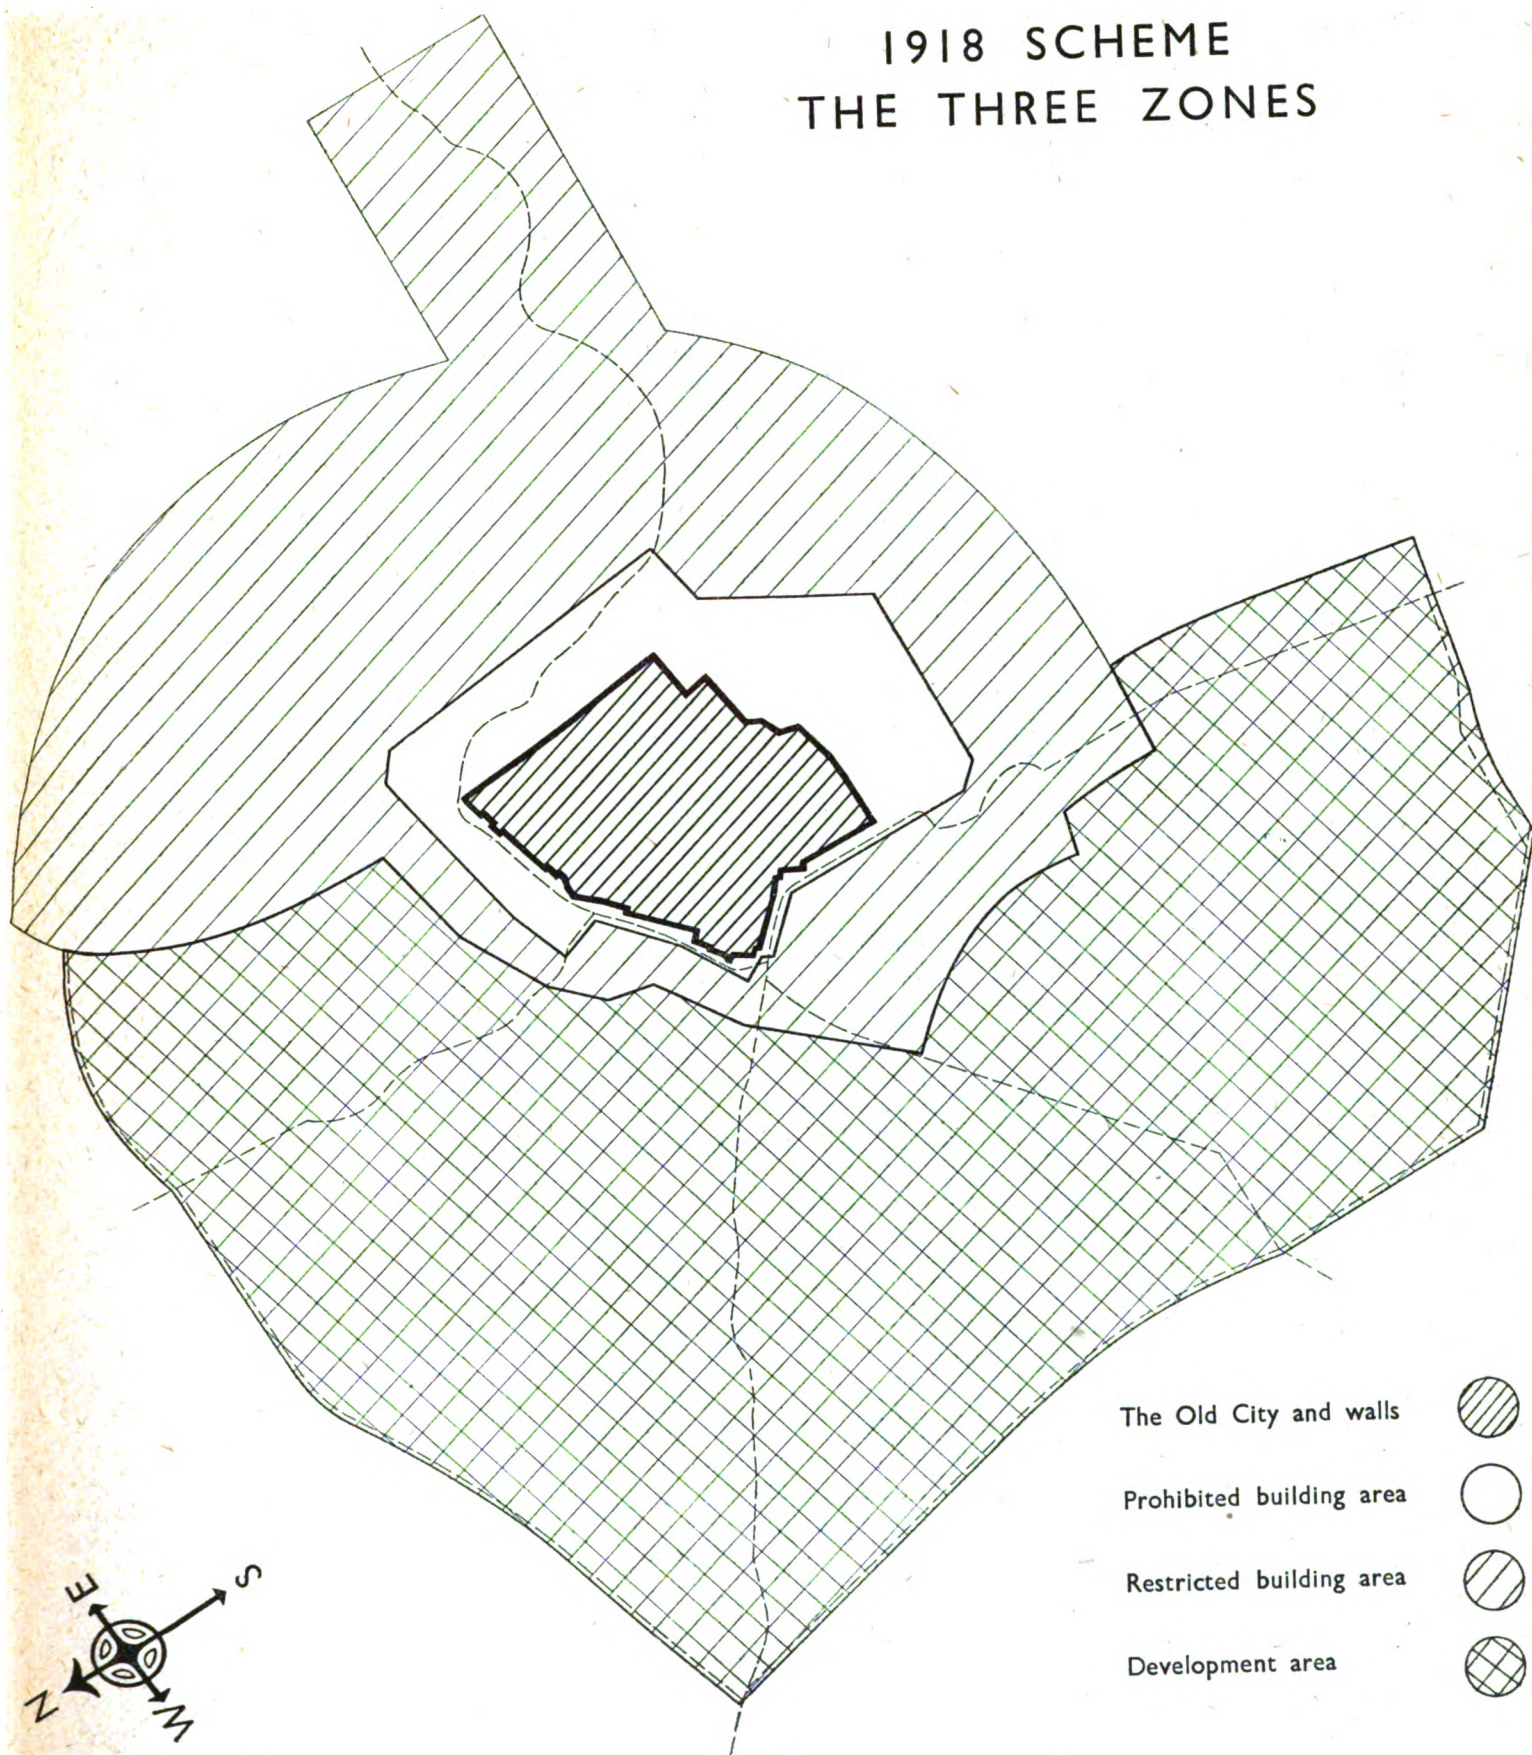 1918 SCHEME
THE THREE ZONES
The Old City and walls
Prohibited building area
Restricted building area
Development area
E
S
N
W